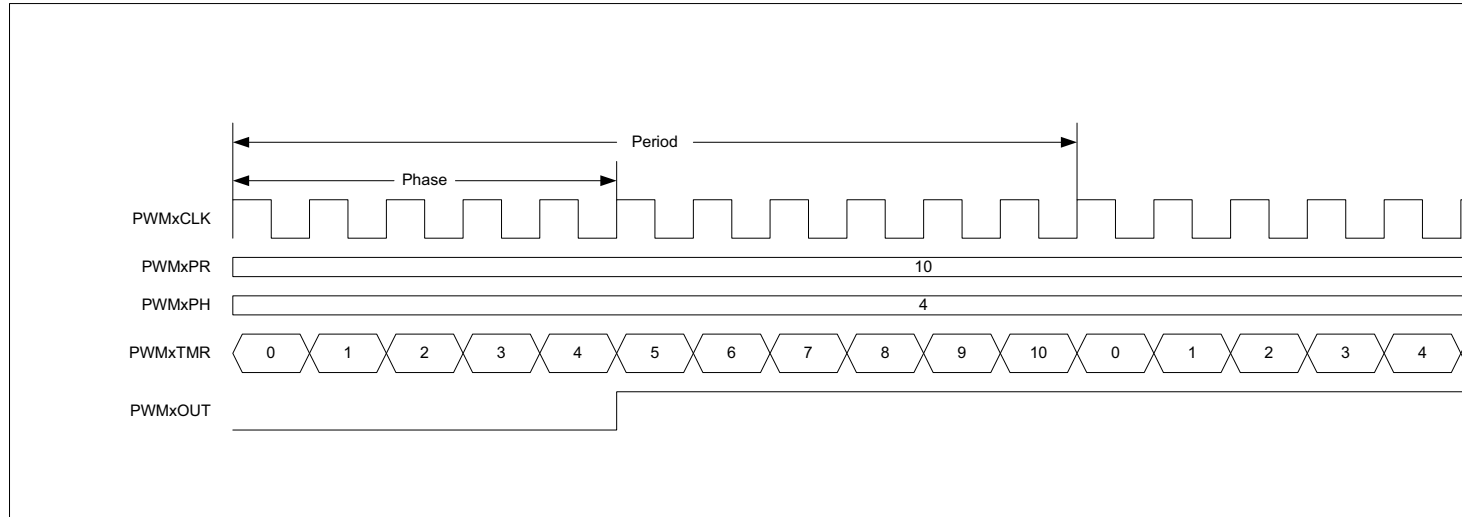 Period
Phase
PWMxCLK
PWMxPR 10
PWMxPH 4
PWMxTMR 0 1 2 3 4 5 6 7 8 9 10 0 1 2 3 4
PWMxOUT